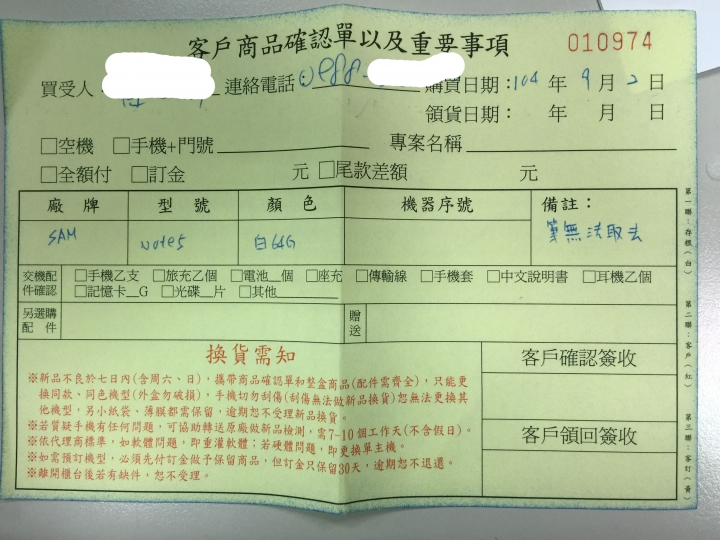 客戶商品確認單以及重要事項 010974
買受人： 連絡電話： 0988 購買日期：104 年 9 月 2 日
領貨日期： 年 月 日
□空機 □手機+門號 專案名稱
□全額付 □訂金 元 □尾款差額 元
廠牌 型號 顏色 機器序號 備註：
SAM Note5 白64G 筆無法取去
交機配件確認 □手機乙支 □旅充乙個 □電池__個 □座充 □傳輸線 □手機套 □中文說明書 □耳機乙個
□記憶卡__G □光碟__片 □其他
另選購配件 贈送
換貨需知
※新品不良於七日內(含周六、日)，攜帶商品確認單和整盒商品(配件需齊全)，只能更
換同款、同色機型(外盒勿破損)，手機切勿刮傷(刮傷無法做新品換貨)恕無法更換其
他機型，另小紙袋、薄膜都需保留，逾期恕不受理新品換貨。
※若質疑手機有任何問題，可協助轉送原廠做新品檢測，需7-10個工作天(不含假日)。
※依代理商標準，如軟體問題，即重灌軟體；若硬體問題，即更換單主機。
※如需預訂機型，必須先付訂金做予保留商品，但訂金只保留30天，逾期恕不退還。
※離開櫃台後若有缺件，恕不受理。
客戶確認簽收
客戶領回簽收
第一聯：存根(白)
第二聯：客戶(紅)
第三聯：客訂(黃)